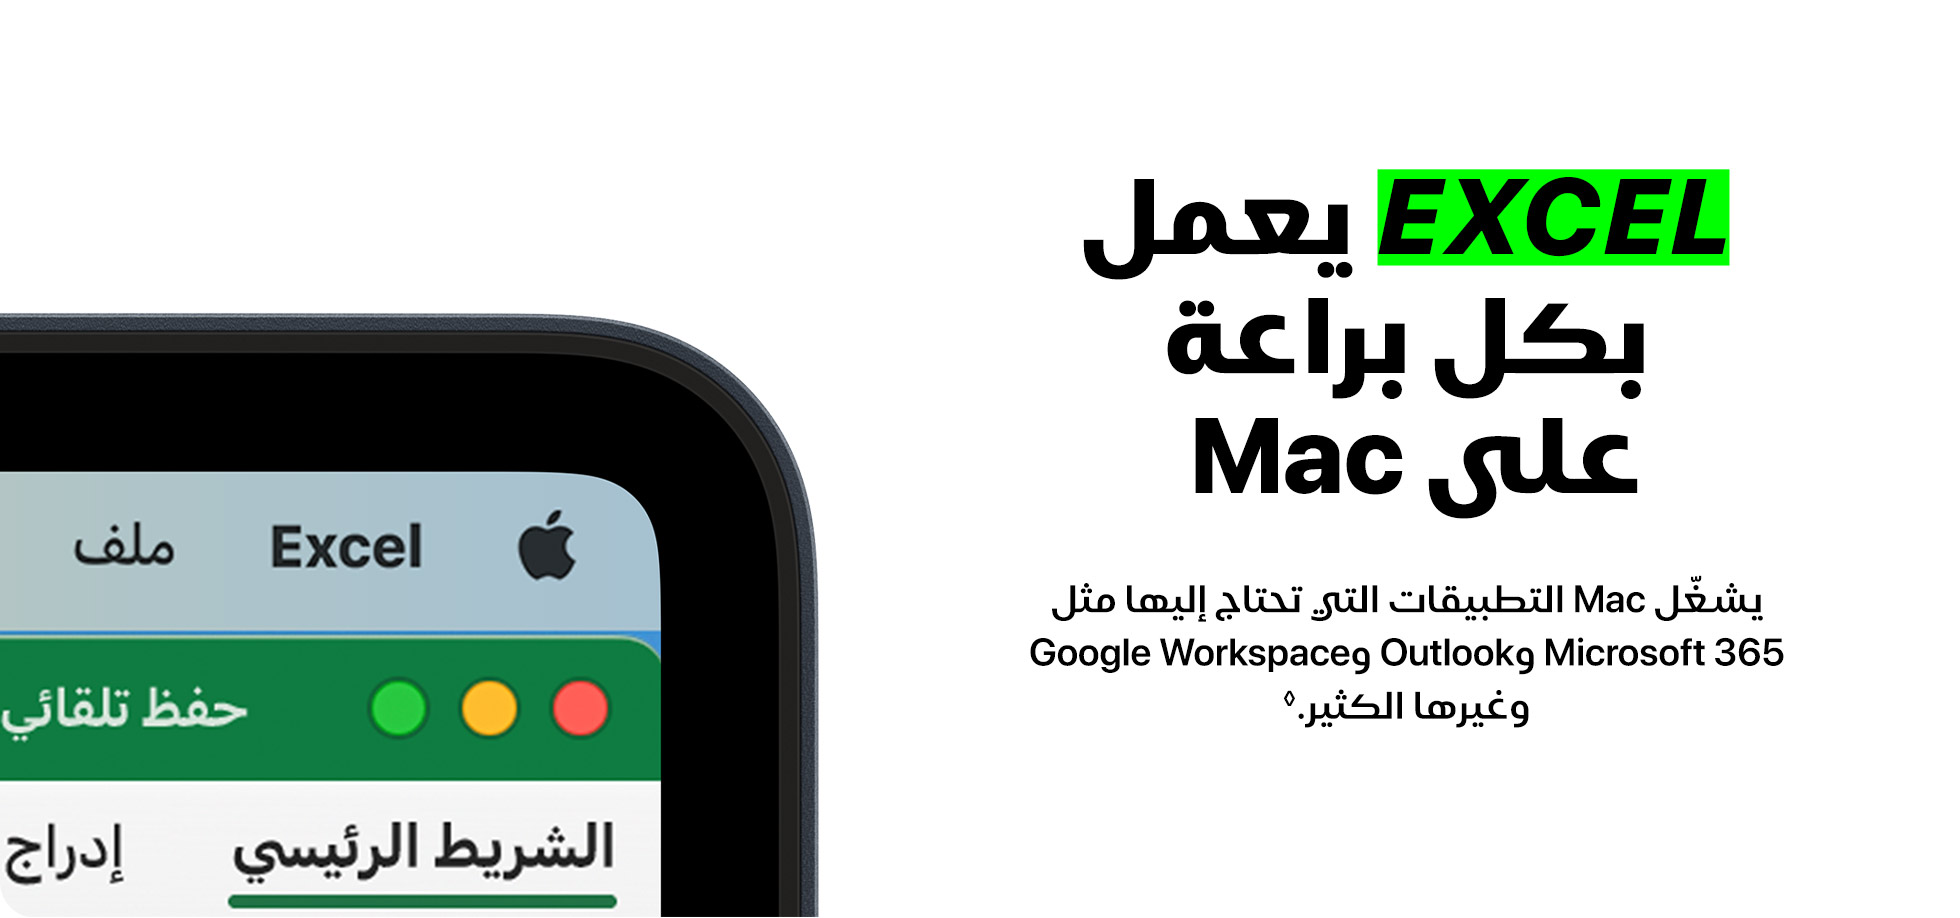 EXCEL يعمل
بكل براعة
على Mac
يشغّل Mac التطبيقات التي تحتاج إليها مثل
Microsoft 365 وOutlook وGoogle Workspace
وغيرها الكثير.◊
Excel ملف
حفظ تلقائي
الشريط الرئيسي إدراج